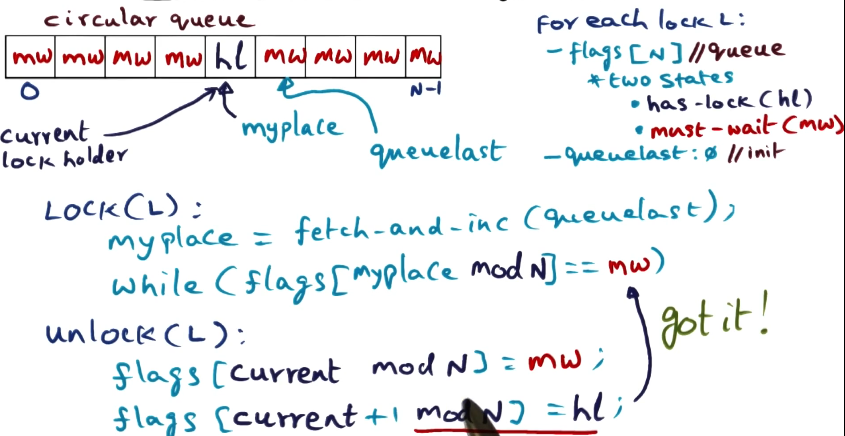 circular queue
mw mw mw mw hl mw mw mw mw
0 N-1
current
lock holder
myplace
queuelast
For each lock L:
- flags [N] // queue
* two states
• has-lock (hl)
• must-wait (mw)
- queuelast: 0 // init
LOCK(L):
myplace = fetch-and-inc (queuelast);
while (flags[myplace mod N] == mw)
unlock(L):
flags [current mod N] = mw;
flags [current+1 mod N] = hl;
got it!